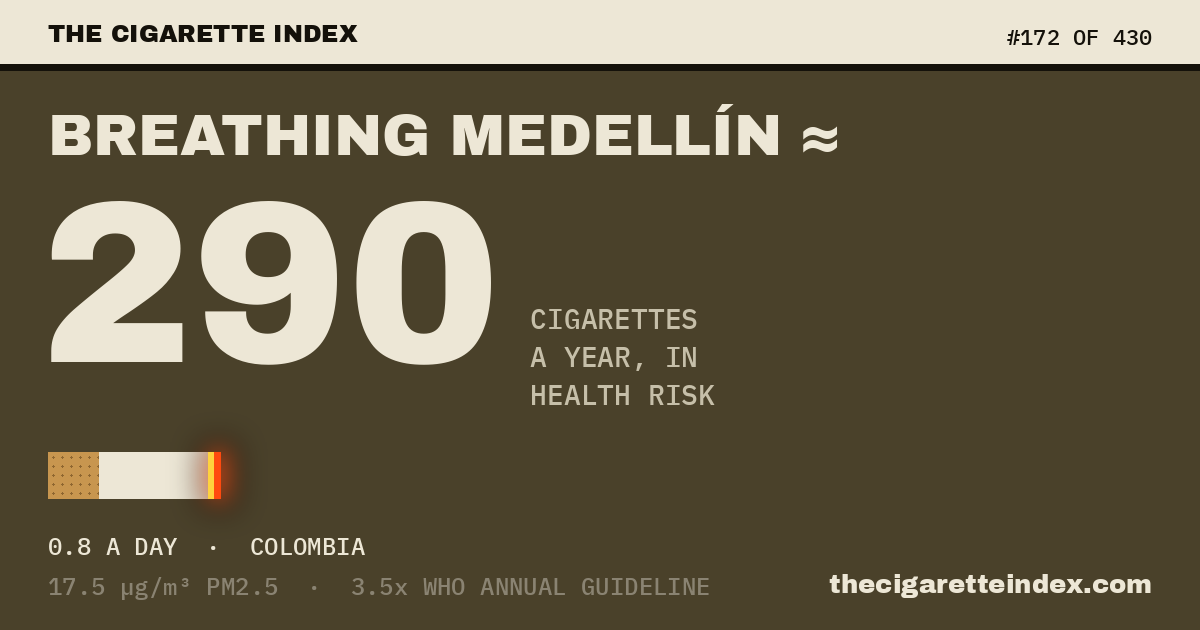 THE CIGARETTE INDEX
#172 OF 430
BREATHING MEDELLÍN ≈
290
CIGARETTES
A YEAR, IN
HEALTH RISK
0.8 A DAY · COLOMBIA
17.5 µg/m³ PM2.5 · 3.5x WHO ANNUAL GUIDELINE
thecigaretteindex.com